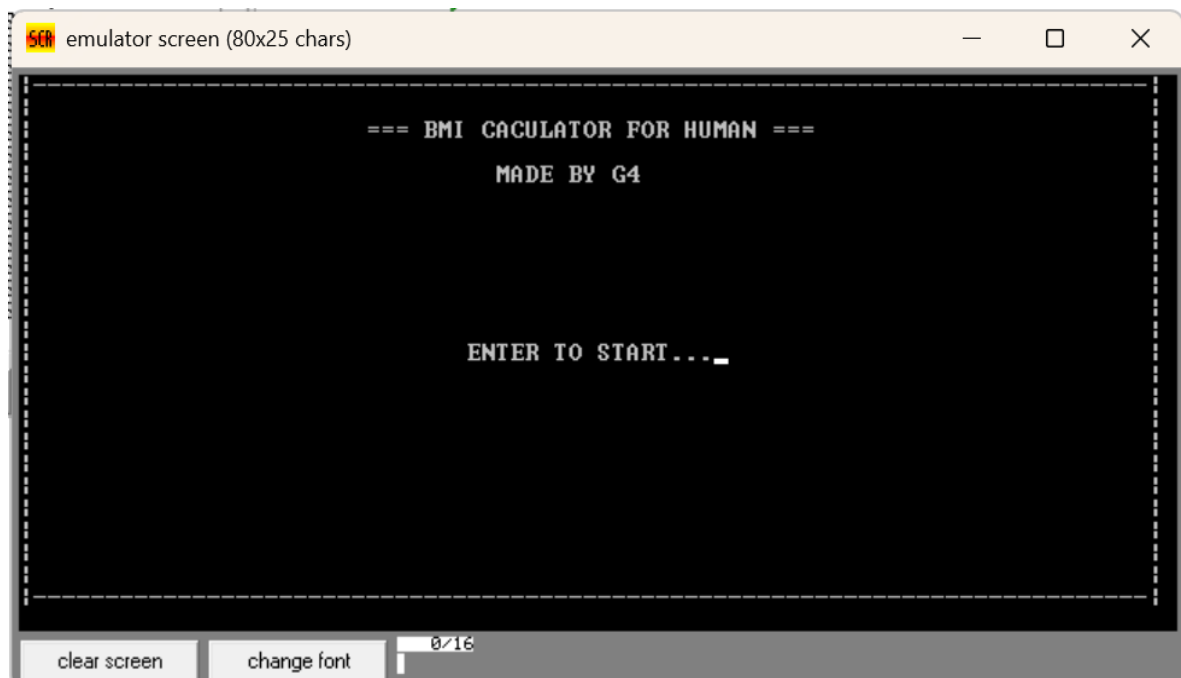 SCR emulator screen (80x25 chars)
=== BMI CACULATOR FOR HUMAN ===
MADE BY G4
ENTER TO START...
0/16
clear screen change font